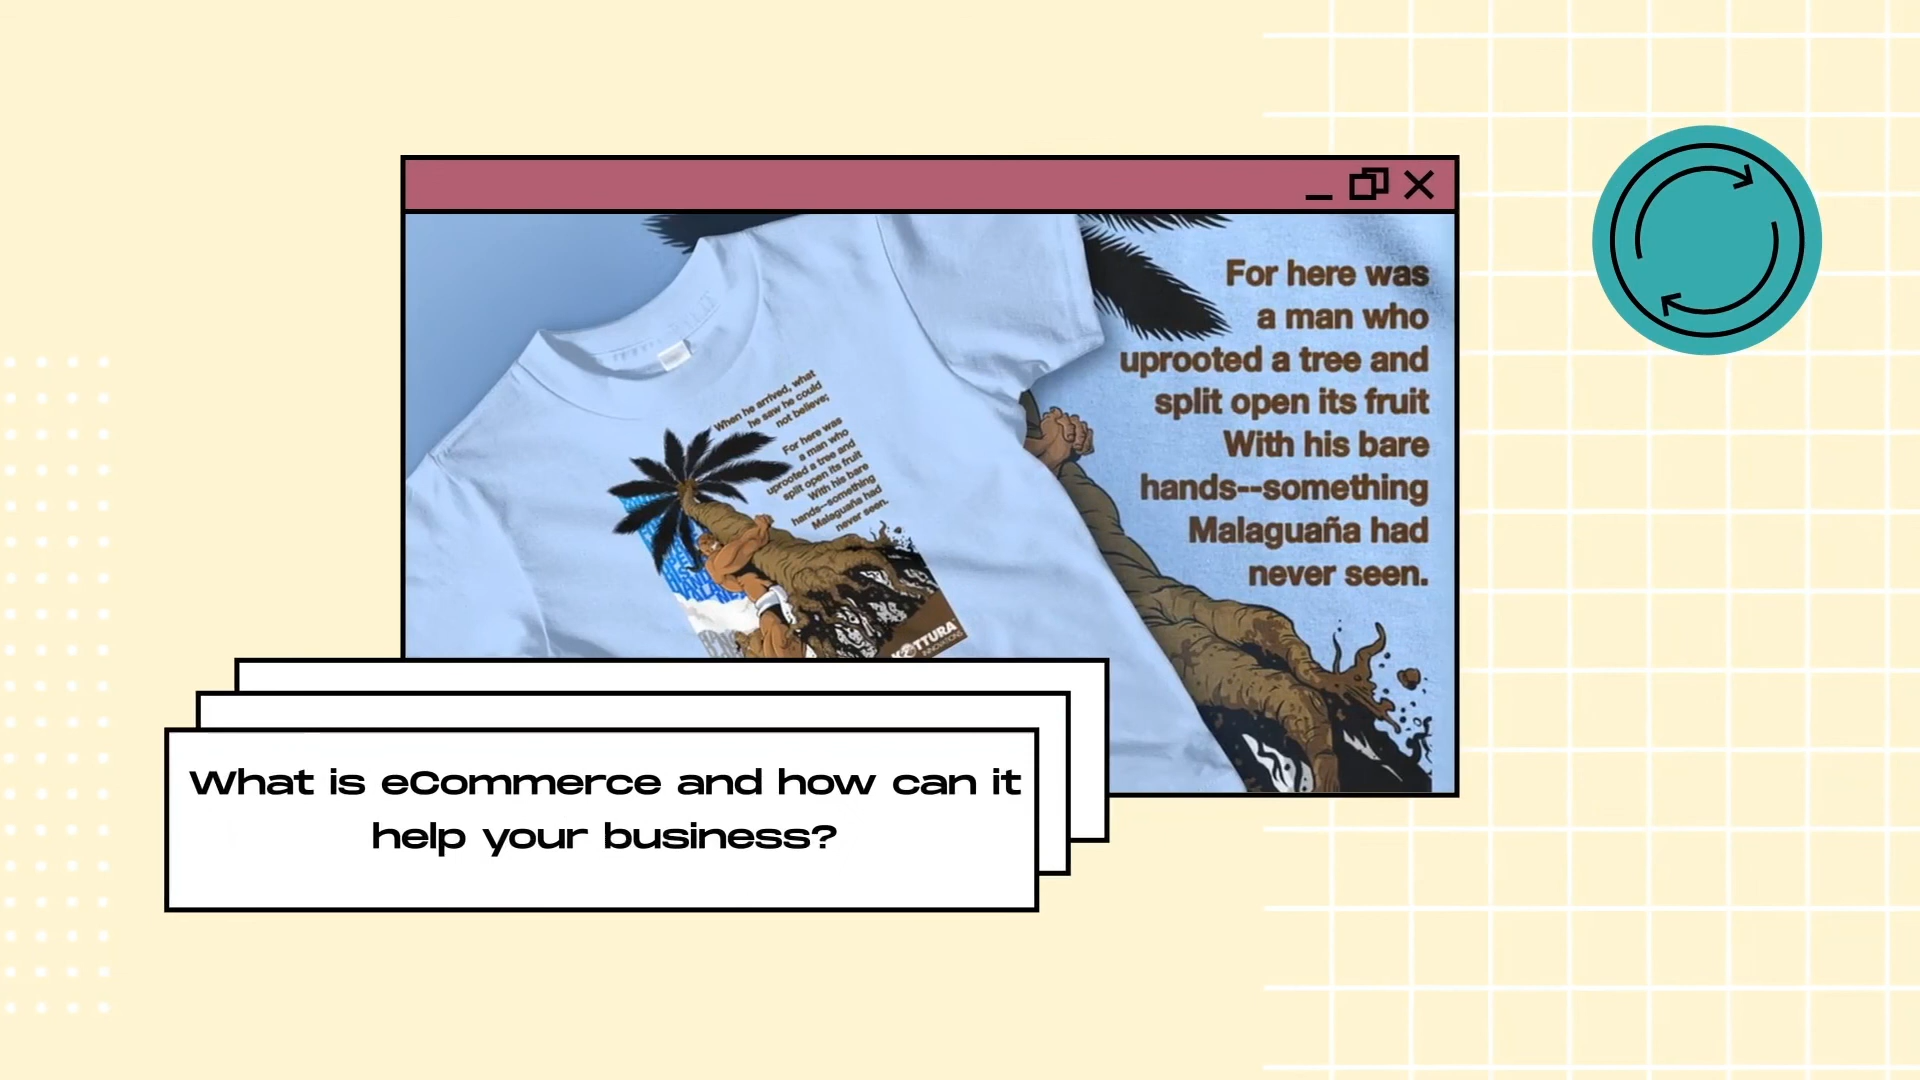 For here was
a man who
uprooted a tree and
split open its fruit
With his bare
hands--something
Malaguaña had
never seen.
When he arrived, what
he saw he could
not believe;
For here was
a man who
uprooted a tree and
split open its fruit
With his bare
hands--something
Malaguaña had
never seen.
KOTTURA
INNOVATIONS
What is eCommerce and how can it
help your business?